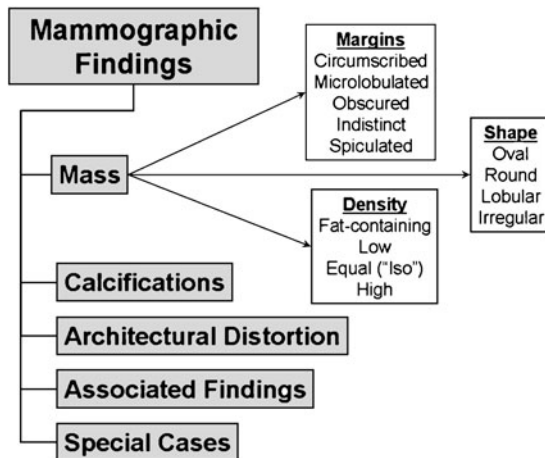 Mammographic
Findings
Mass
Margins
Circumscribed
Microlobulated
Obscured
Indistinct
Spiculated
Shape
Oval
Round
Lobular
Irregular
Density
Fat-containing
Low
Equal ("Iso")
High
Calcifications
Architectural Distortion
Associated Findings
Special Cases